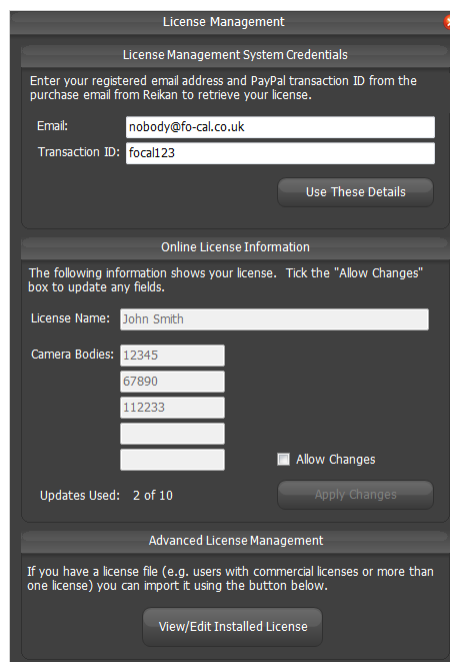 License Management
License Management System Credentials
Enter your registered email address and PayPal transaction ID from the
purchase email from Reikan to retrieve your license.
Email: nobody@fo-cal.co.uk
Transaction ID: focal123
Use These Details
Online License Information
The following information shows your license. Tick the "Allow Changes"
box to update any fields.
License Name: John Smith
Camera Bodies: 12345
67890
112233
Allow Changes
Updates Used: 2 of 10
Apply Changes
Advanced License Management
If you have a license file (e.g. users with commercial licenses or more than
one license) you can import it using the button below.
View/Edit Installed License